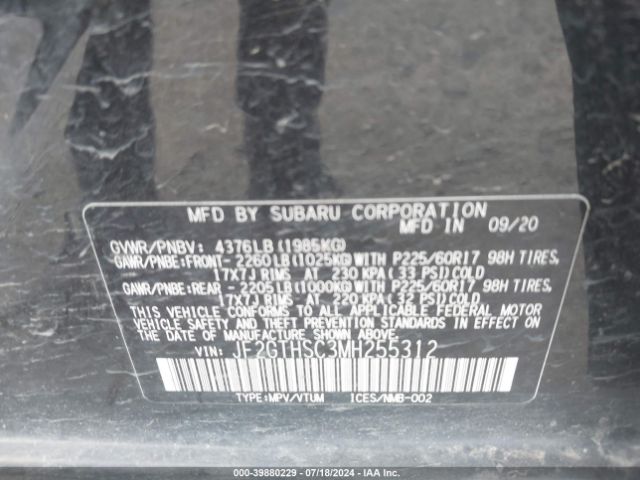 MFD BY SUBARU CORPORATION
MFD IN 09/20
GVWR/PNBV: 4376LB(1985KG)
GAWR/PNBE:FRONT- 2260LB(1025KG)WITH P225/60R17 98H TIRES,
17X7J RIMS AT 230 KPA(33 PSI)COLD
GAWR/PNBE:REAR - 2205LB(1000KG)WITH P225/60R17 98H TIRES,
17X7J RIMS AT 220 KPA(32 PSI)COLD
THIS VEHICLE CONFORMS TO ALL APPLICABLE FEDERAL MOTOR
VEHICLE SAFETY AND THEFT PREVENTION STANDARDS IN EFFECT ON
THE DATE OF MANUFACTURE SHOWN ABOVE.
VIN: JF2GTHSC3MH255312
TYPE:MPV/VTUM ICES/NMB-002
000-39880229 - 07/18/2024 - IAA Inc.